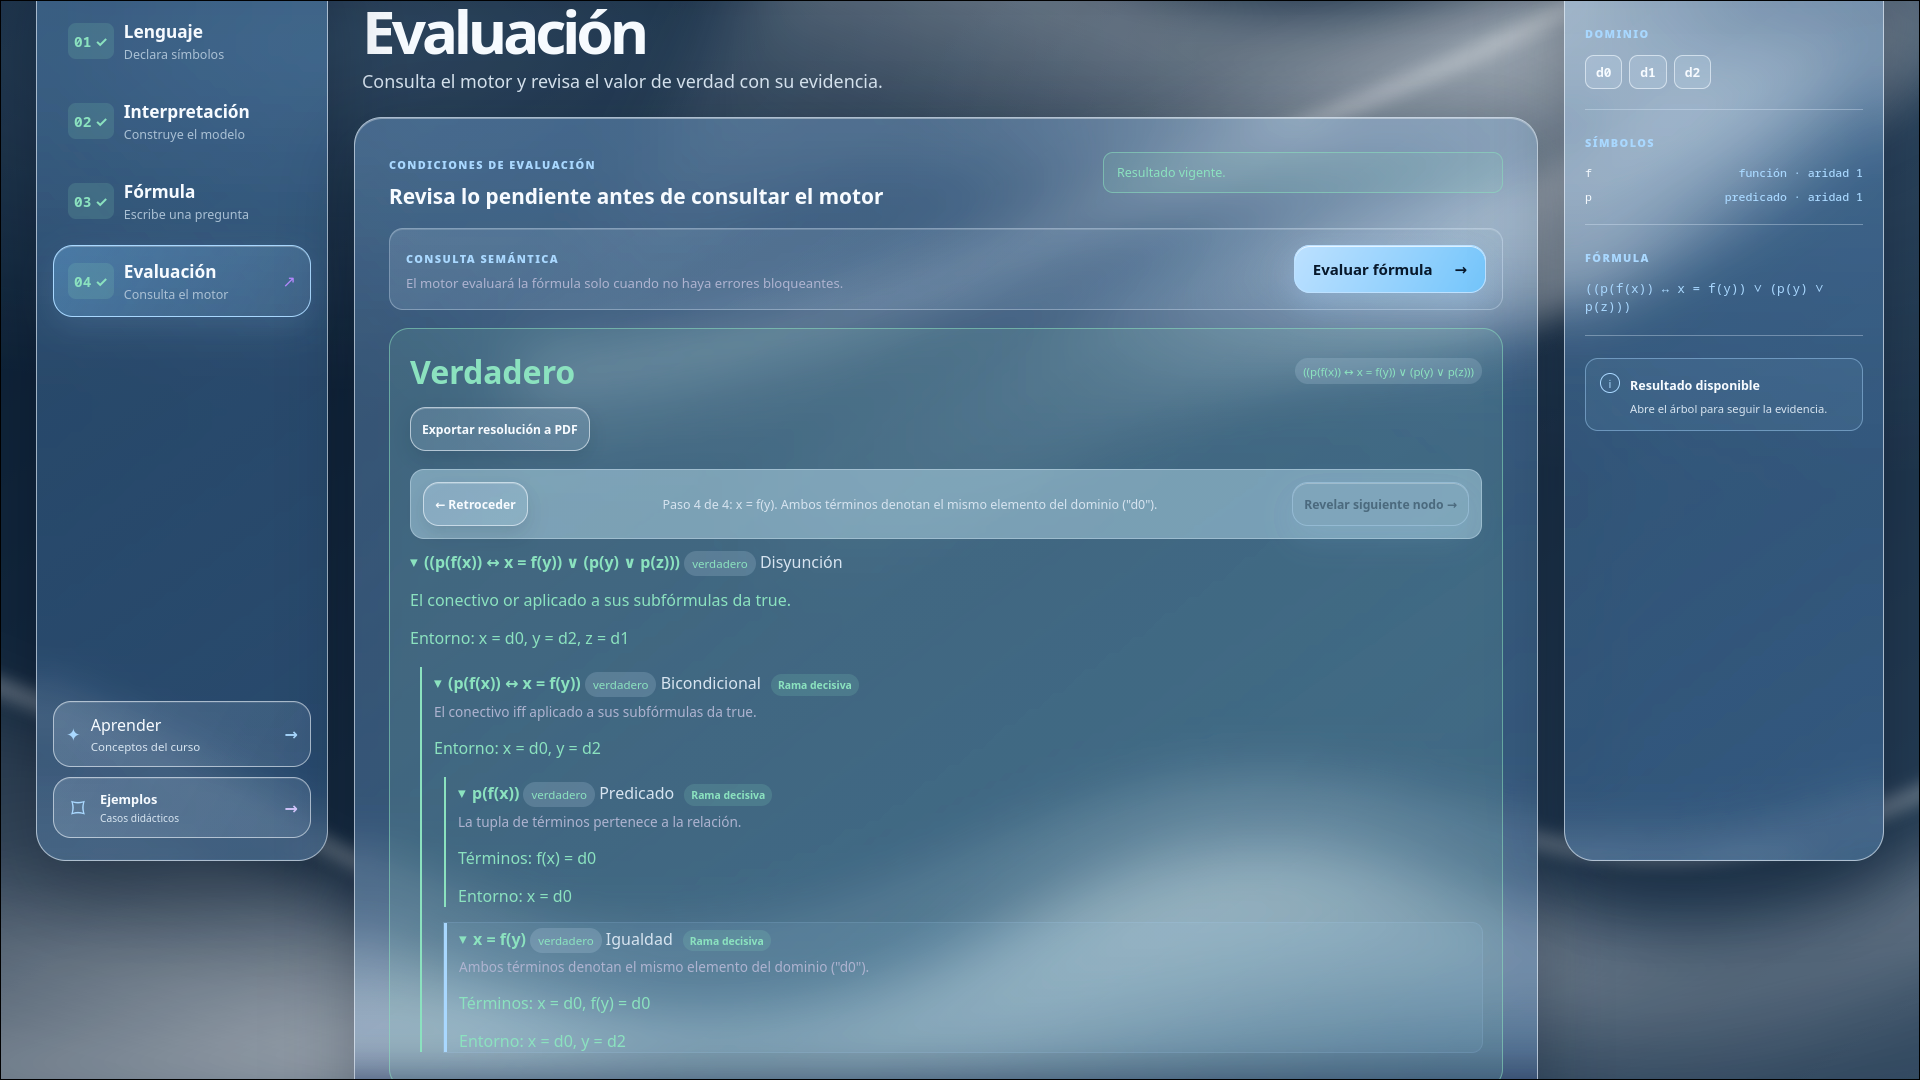 01 ✓ Lenguaje
Declara símbolos
02 ✓ Interpretación
Construye el modelo
03 ✓ Fórmula
Escribe una pregunta
04 ✓ Evaluación ↗
Consulta el motor
✦ Aprender →
Conceptos del curso
Ejemplos →
Casos didácticos
Evaluación
Consulta el motor y revisa el valor de verdad con su evidencia.
CONDICIONES DE EVALUACIÓN
Revisa lo pendiente antes de consultar el motor
Resultado vigente.
CONSULTA SEMÁNTICA
El motor evaluará la fórmula solo cuando no haya errores bloqueantes.
Evaluar fórmula →
Verdadero
((p(f(x)) ↔ x = f(y)) ∨ (p(y) ∨ p(z)))
Exportar resolución a PDF
← Retroceder
Paso 4 de 4: x = f(y). Ambos términos denotan el mismo elemento del dominio ("d0").
Revelar siguiente nodo →
▾ ((p(f(x)) ↔ x = f(y)) ∨ (p(y) ∨ p(z))) verdadero Disyunción
El conectivo or aplicado a sus subfórmulas da true.
Entorno: x = d0, y = d2, z = d1
▾ (p(f(x)) ↔ x = f(y)) verdadero Bicondicional Rama decisiva
El conectivo iff aplicado a sus subfórmulas da true.
Entorno: x = d0, y = d2
▾ p(f(x)) verdadero Predicado Rama decisiva
La tupla de términos pertenece a la relación.
Términos: f(x) = d0
Entorno: x = d0
▾ x = f(y) verdadero Igualdad Rama decisiva
Ambos términos denotan el mismo elemento del dominio ("d0").
Términos: x = d0, f(y) = d0
Entorno: x = d0, y = d2
DOMINIO
d0 d1 d2
SÍMBOLOS
f función · aridad 1
p predicado · aridad 1
FÓRMULA
((p(f(x)) ↔ x = f(y)) ∨ (p(y) ∨
p(z)))
i Resultado disponible
Abre el árbol para seguir la evidencia.